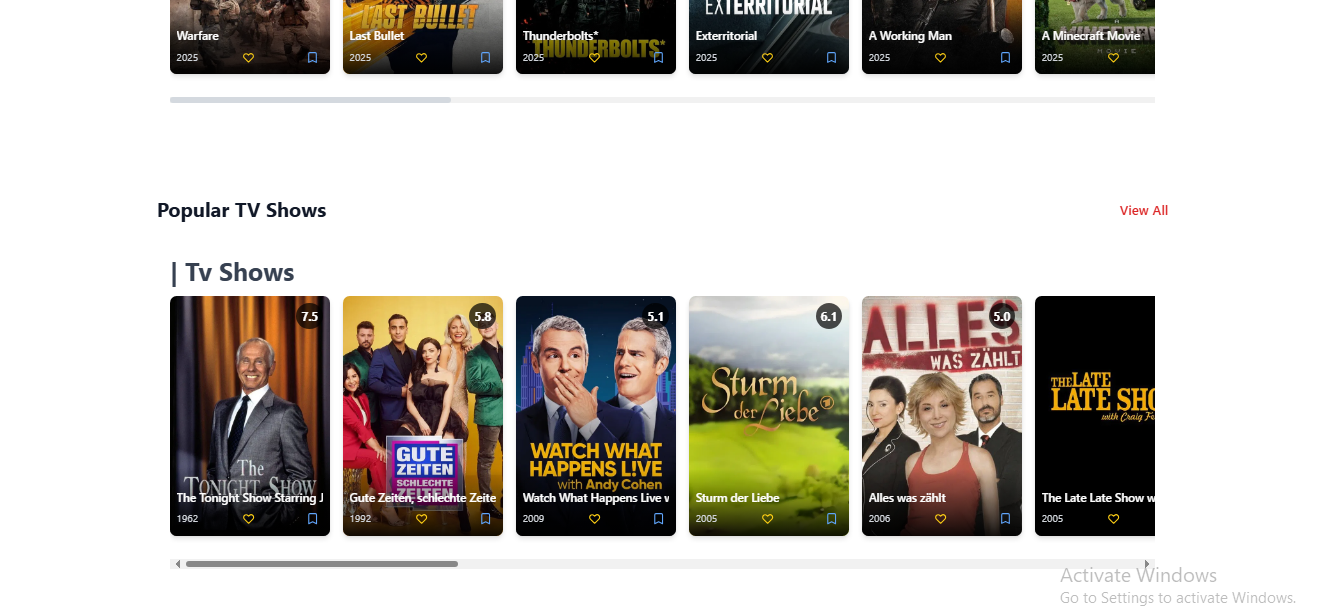 LAST BULLET
THUNDERBOLTS*
EXTERRITORIAL
A
MINECRAFT
MOVIE
Warfare
Last Bullet
Thunderbolts*
Exterritorial
A Working Man
A Minecraft Movie
2025
2025
2025
2025
2025
2025
Popular TV Shows
View All
| Tv Shows
7.5
5.8
5.1
6.1
5.0
The
TONIGHT SHOW
GUTE
ZEITEN
SCHLECHTE
ZEITEN
WATCH WHAT
HAPPENS L!VE
with Andy Cohen
Sturm
der Liebe
ALLES
WAS ZÄHLT
THE LATE
LATE SHO
with Craig Fe
The Tonight Show Starring J
Gute Zeiten, schlechte Zeite
Watch What Happens Live w
Sturm der Liebe
Alles was zählt
The Late Late Show w
1962
1992
2009
2005
2006
2005
Activate Windows
Go to Settings to activate Windows.